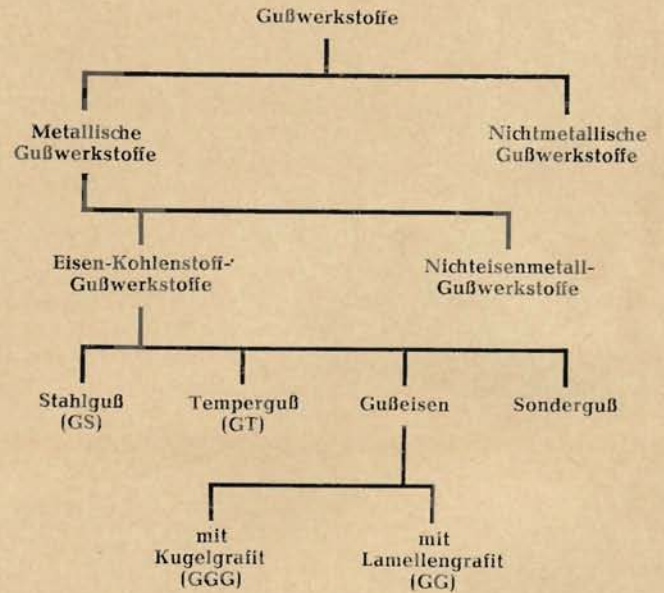 Gußwerkstoffe
Metallische
Gußwerkstoffe
Nichtmetallische
Gußwerkstoffe
Eisen-Kohlenstoff-
Gußwerkstoffe
Nichteisenmetall-
Gußwerkstoffe
Stahlguß
(GS)
Temperguß
(GT)
Gußeisen
Sonderguß
mit
Kugelgrafit
(GGG)
mit
Lamellengrafit
(GG)